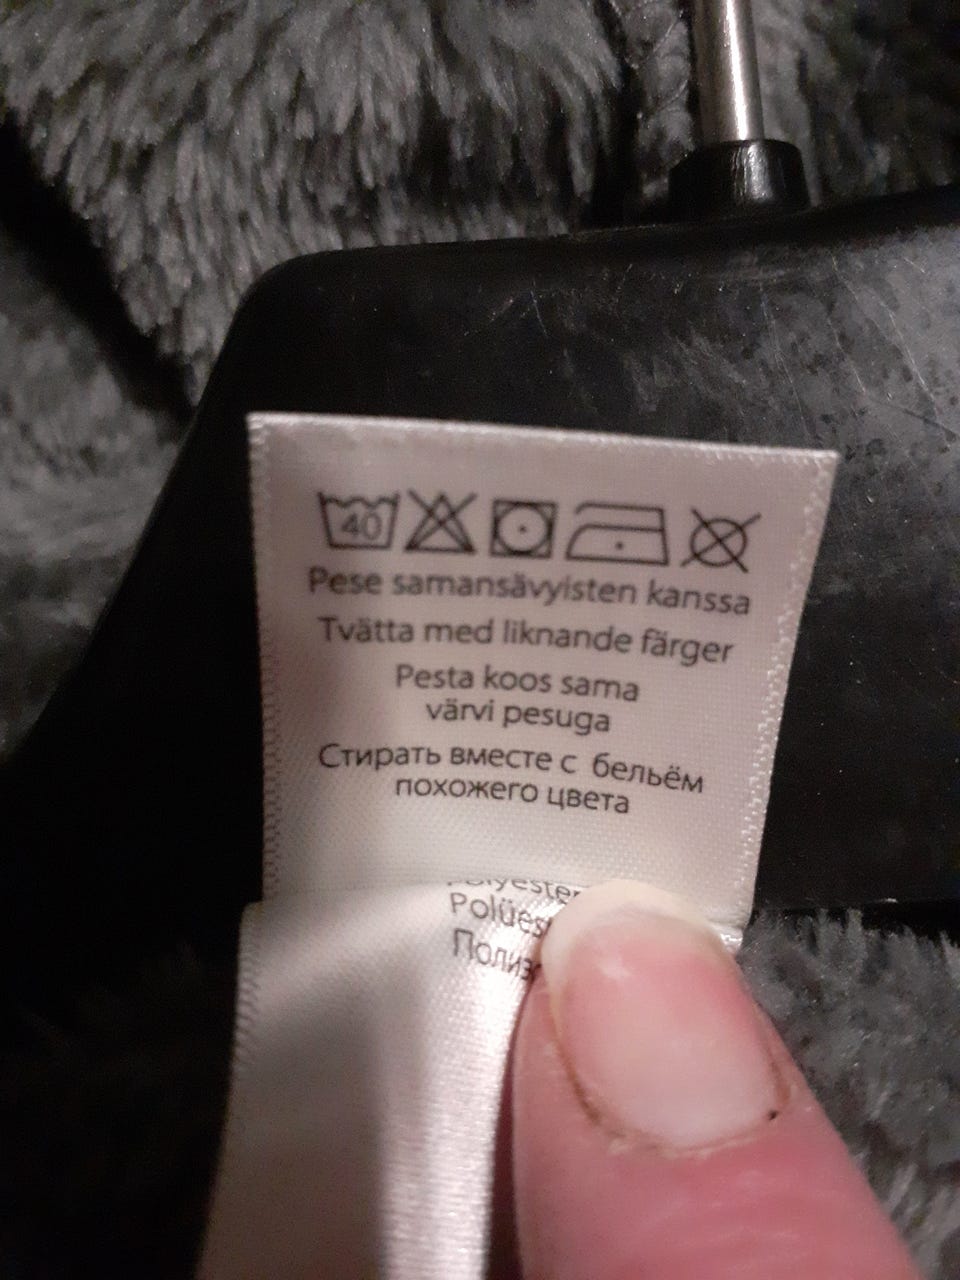 40
Pese samansävyisten kanssa
Tvätta med liknande färger
Pesta koos sama
värvi pesuga
Стирать вместе с бельём
похожего цвета